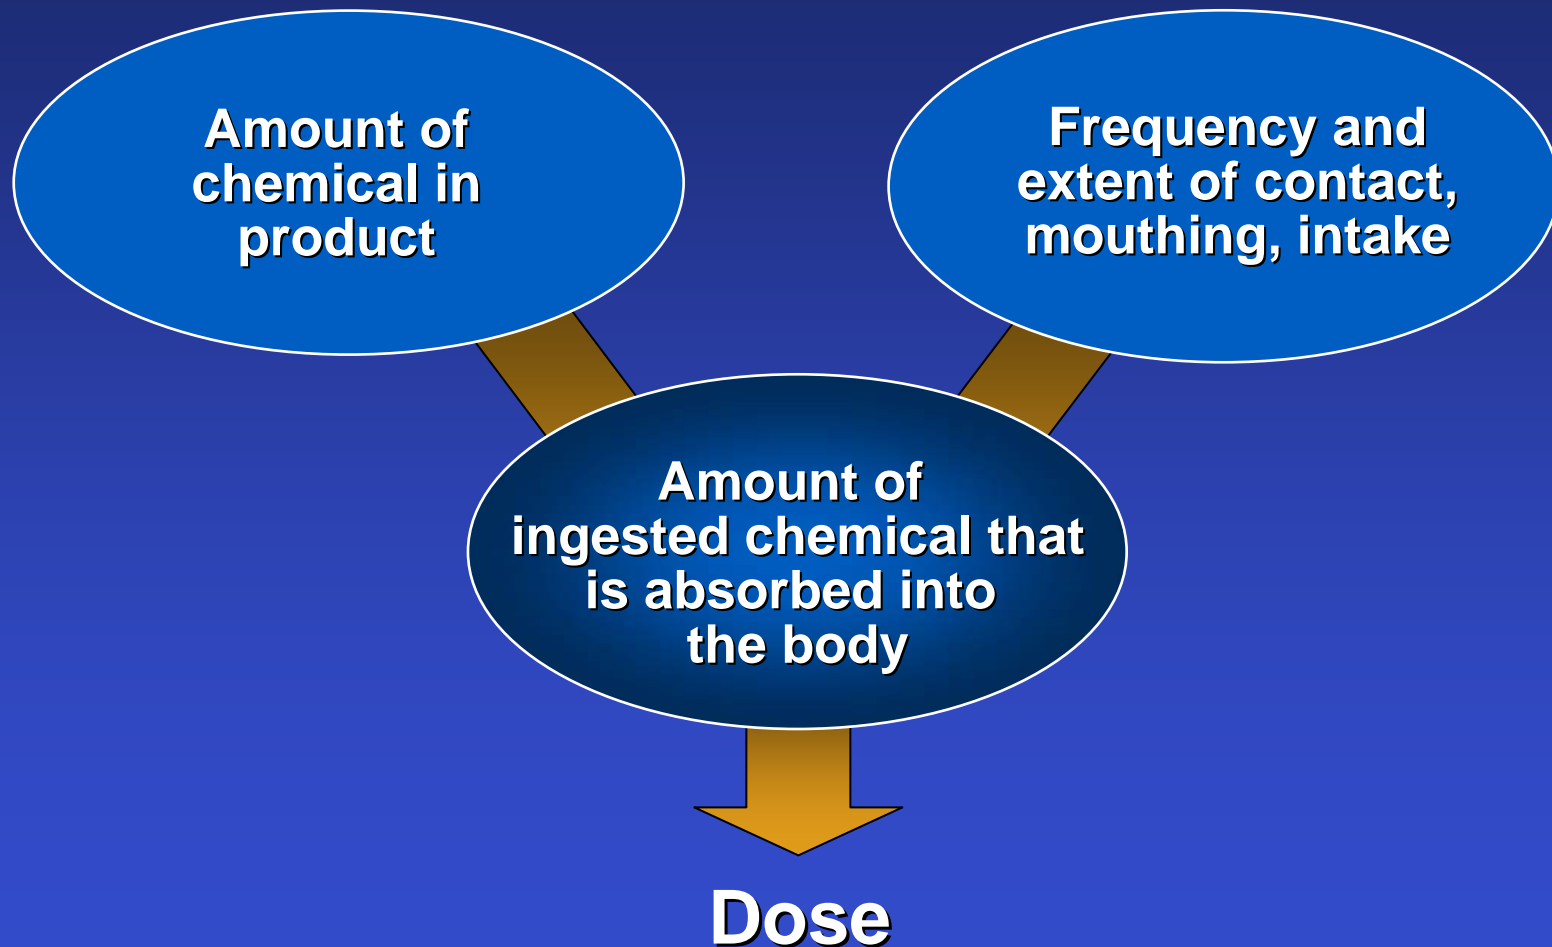 Amount of
chemical in
product
Frequency and
extent of contact,
mouthing, intake
Amount of
ingested chemical that
is absorbed into
the body
Dose